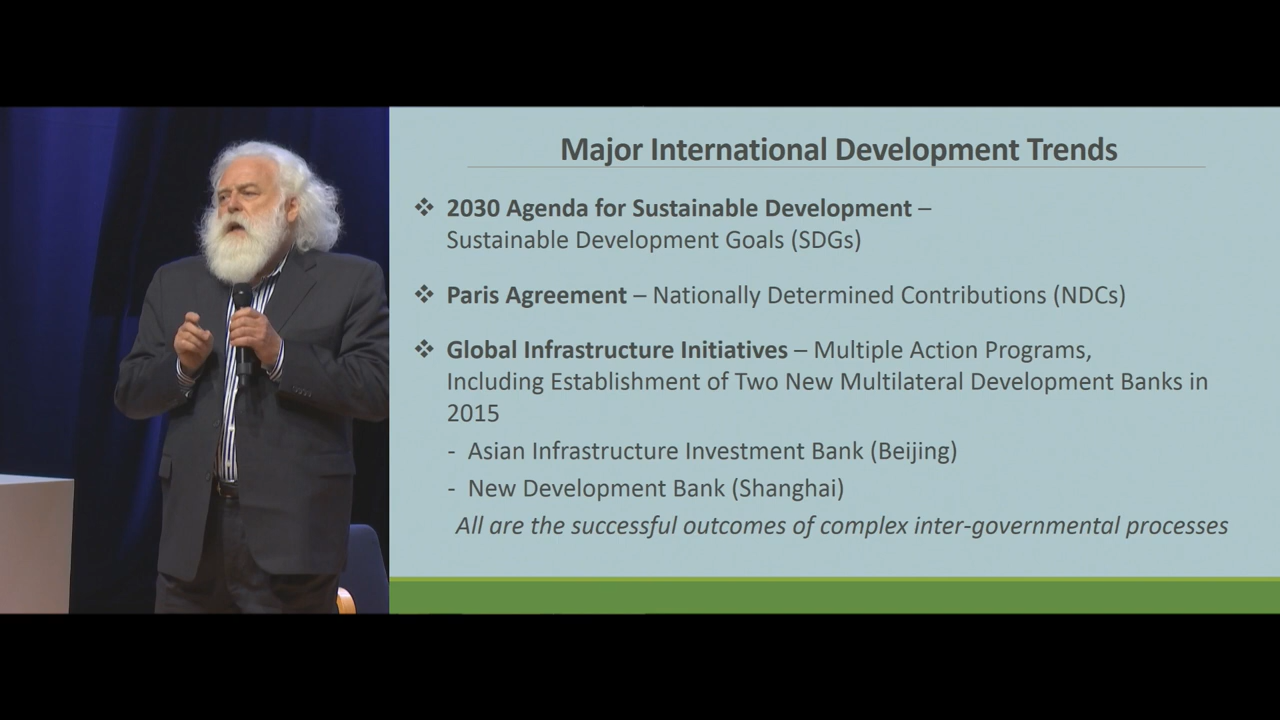 Major International Development Trends
❖ 2030 Agenda for Sustainable Development –
Sustainable Development Goals (SDGs)
❖ Paris Agreement – Nationally Determined Contributions (NDCs)
❖ Global Infrastructure Initiatives – Multiple Action Programs,
Including Establishment of Two New Multilateral Development Banks in
2015
- Asian Infrastructure Investment Bank (Beijing)
- New Development Bank (Shanghai)
All are the successful outcomes of complex inter-governmental processes